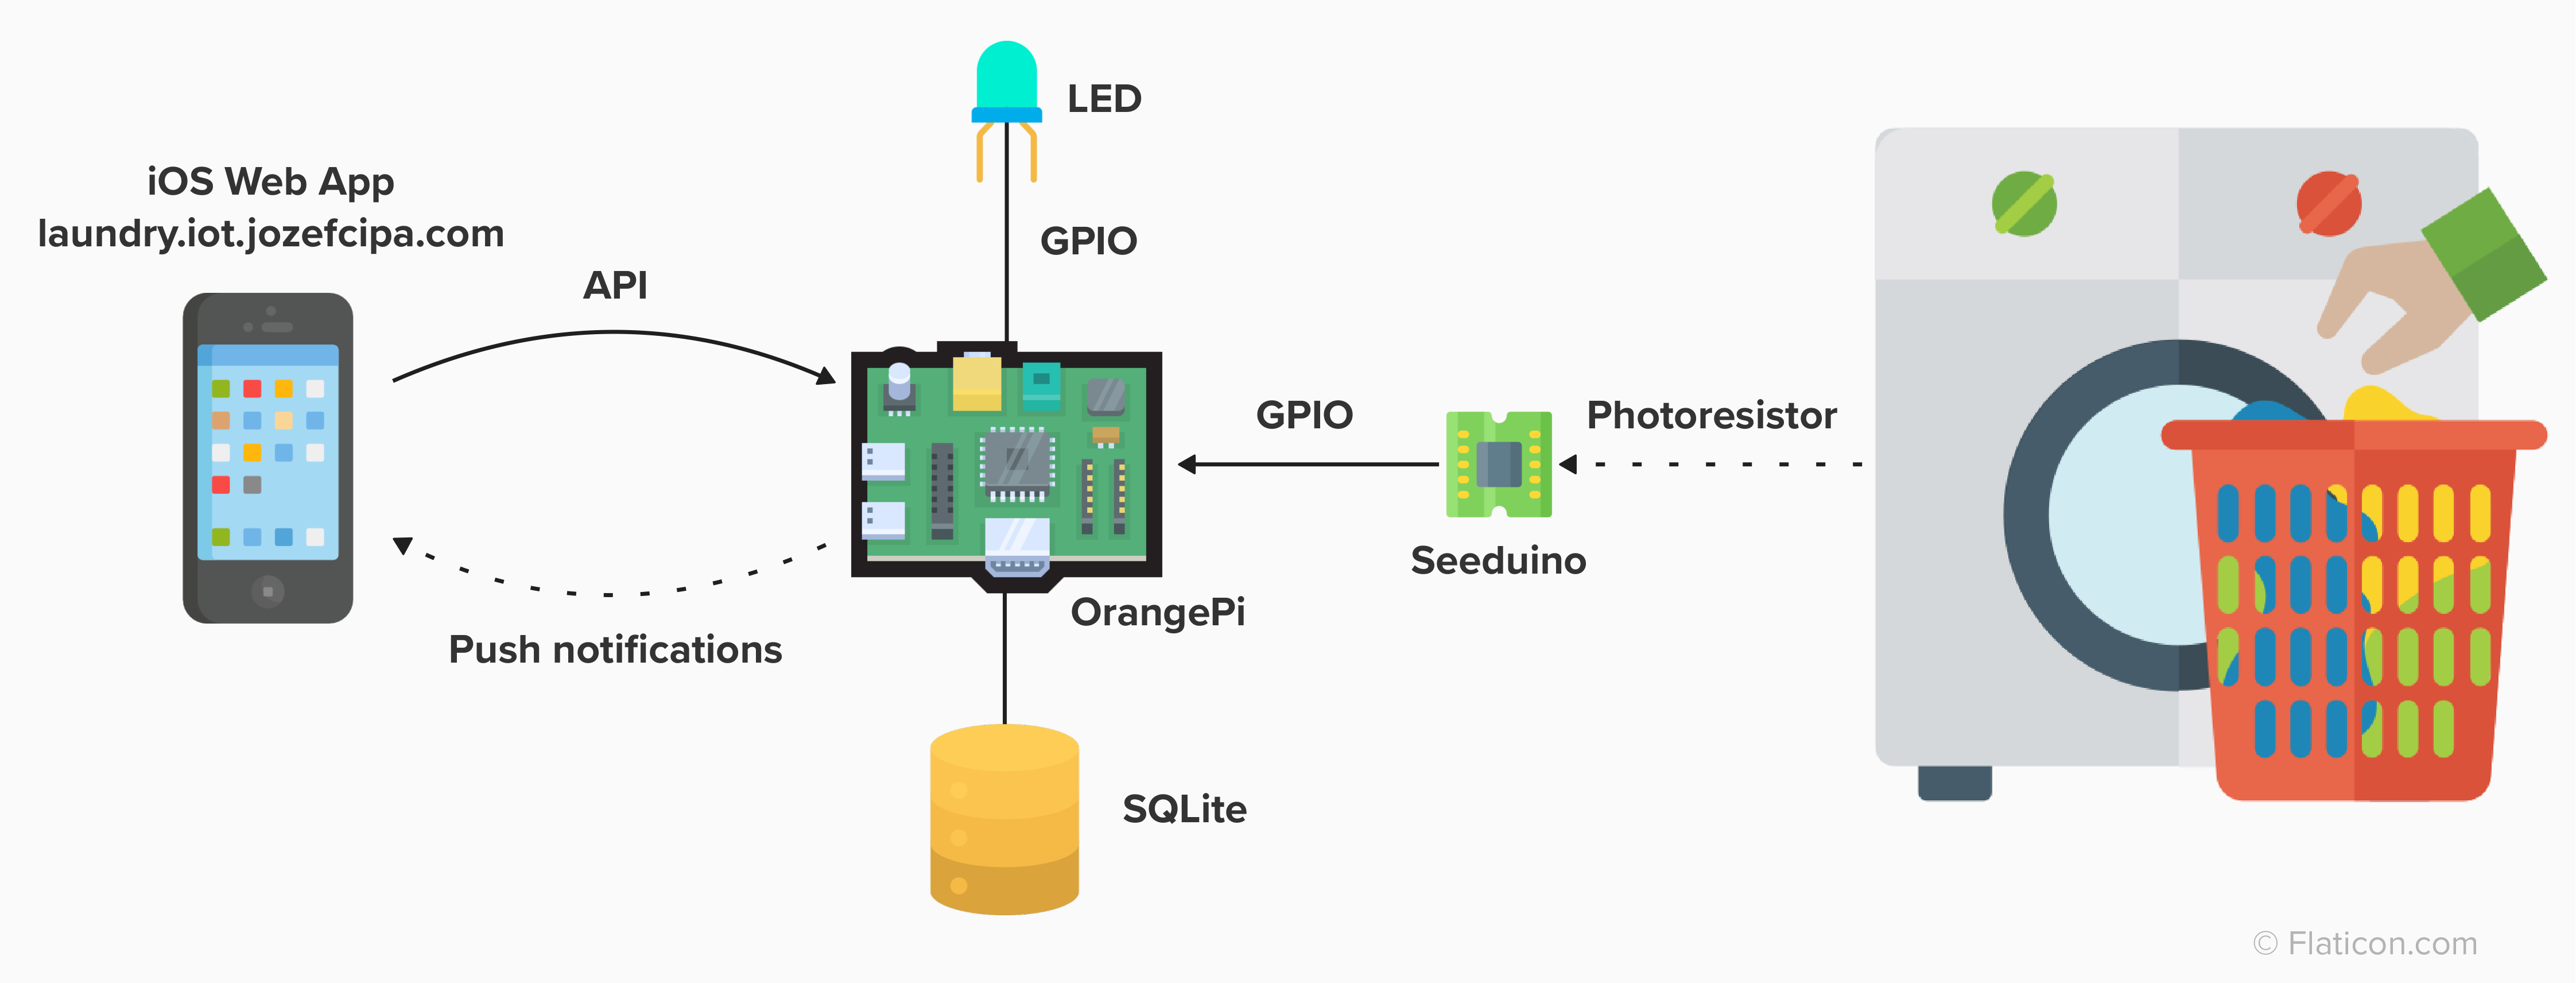 LED
iOS Web App
laundry.iot.jozefcipa.com
GPIO
API
GPIO
Photoresistor
Seeduino
OrangePi
Push notifications
SQLite
© Flaticon.com